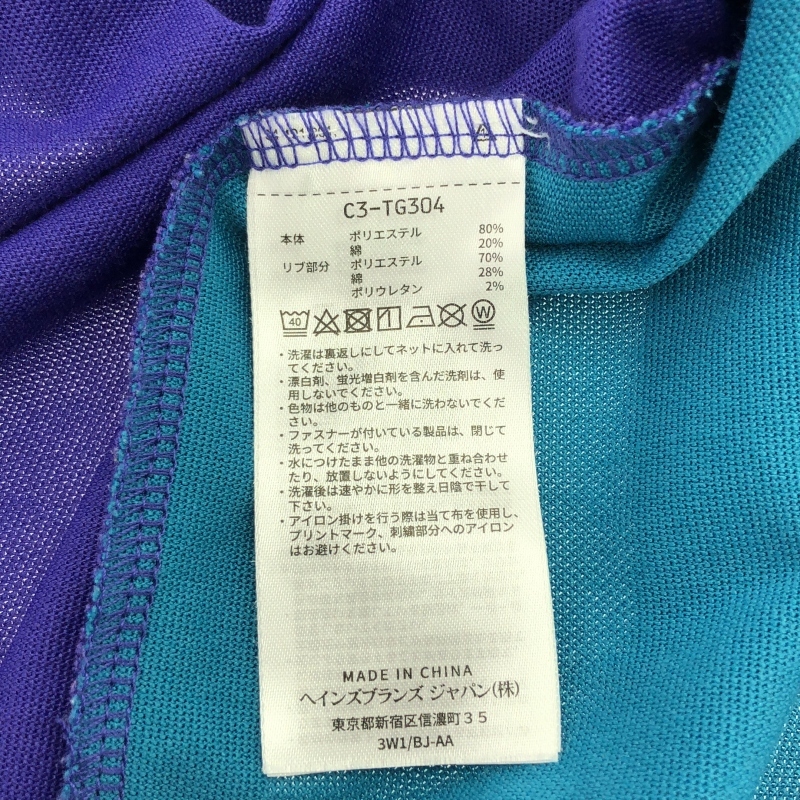 C3-TG304
本体 ポリエステル 80%
綿 20%
リブ部分 ポリエステル 70%
綿 28%
ポリウレタン 2%
40 W
・洗濯は裏返しにしてネットに入れて洗っ
てください。
・漂白剤、蛍光増白剤を含んだ洗剤は、使
用しないでください。
・色物は他のものと一緒に洗わないでくだ
さい。
・ファスナーが付いている製品は、閉じて
洗ってください。
・水につけたまま他の洗濯物と重ね合わせ
たり、放置しないようにしてください。
・洗濯後は速やかに形を整え日陰で干して
下さい。
・アイロン掛けを行う際は当て布を使用し、
プリントマーク、刺繍部分へのアイロン
はお避けください。
MADE IN CHINA
ヘインズブランズ ジャパン(株)
東京都新宿区信濃町35
3W1/BJ-AA